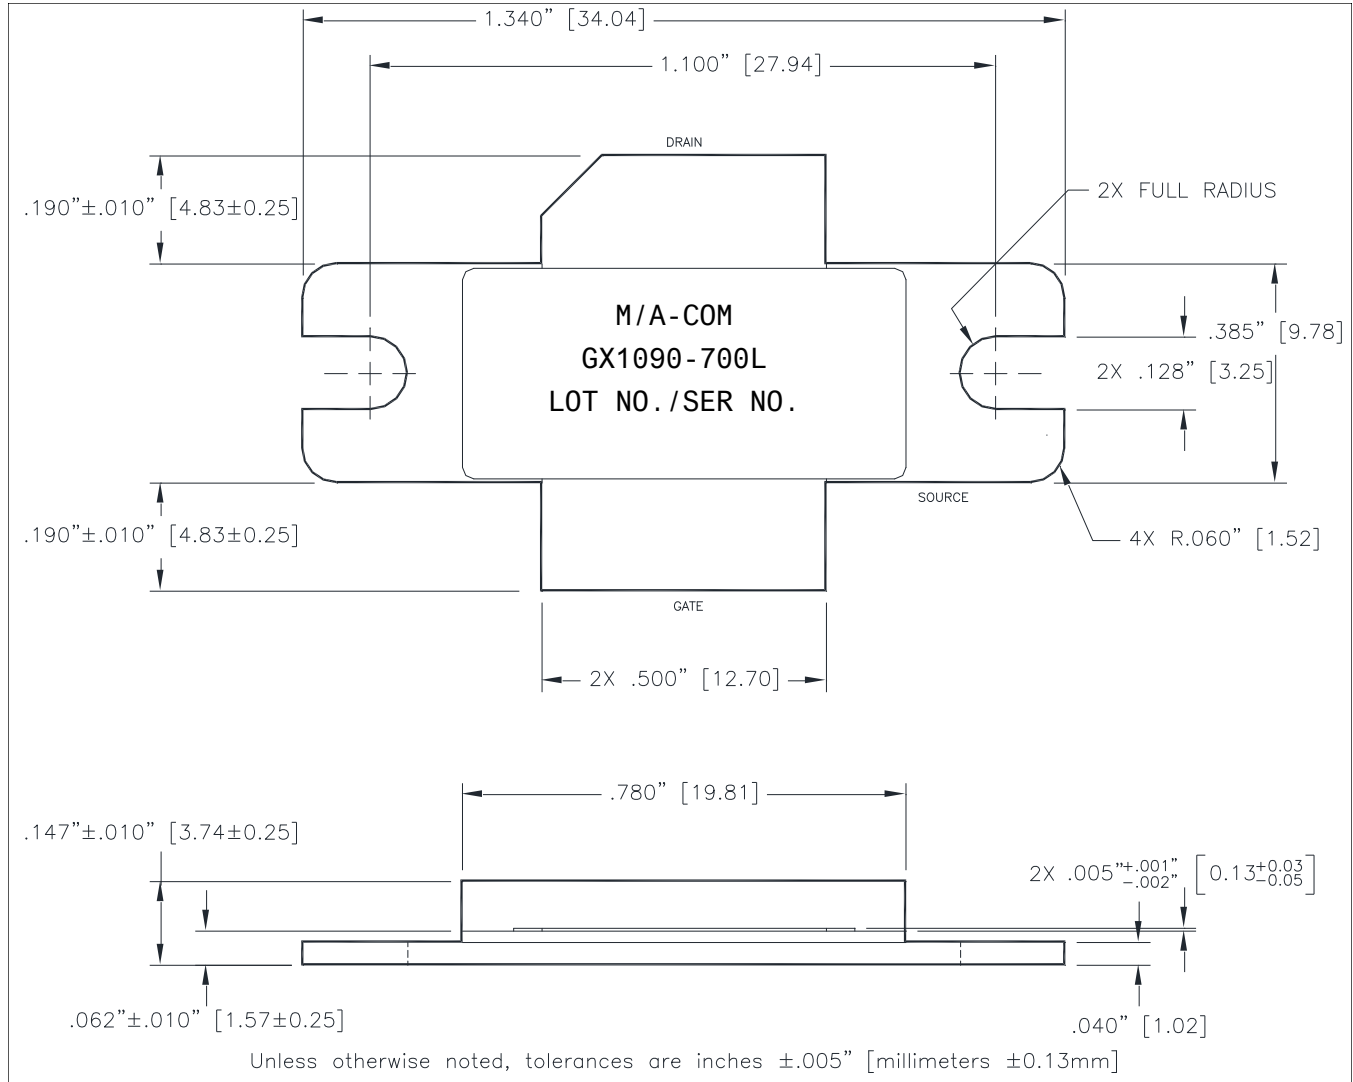 1.340” [34.04]
1.100” [27.94]
DRAIN
2X FULL RADIUS
.190”±.010” [4.83±0.25]
M/A-COM
GX1090-700L
LOT NO./SER NO.
.385” [9.78]
2X .128” [3.25]
SOURCE
.190”±.010” [4.83±0.25]
4X R.060” [1.52]
GATE
2X .500” [12.70]
.780” [19.81]
.147”±.010” [3.74±0.25]
2X .005”+.001” -.002” [0.13+0.03 -0.05]
.062”±.010” [1.57±0.25]
.040” [1.02]
Unless otherwise noted, tolerances are inches ±.005” [millimeters ±0.13mm]